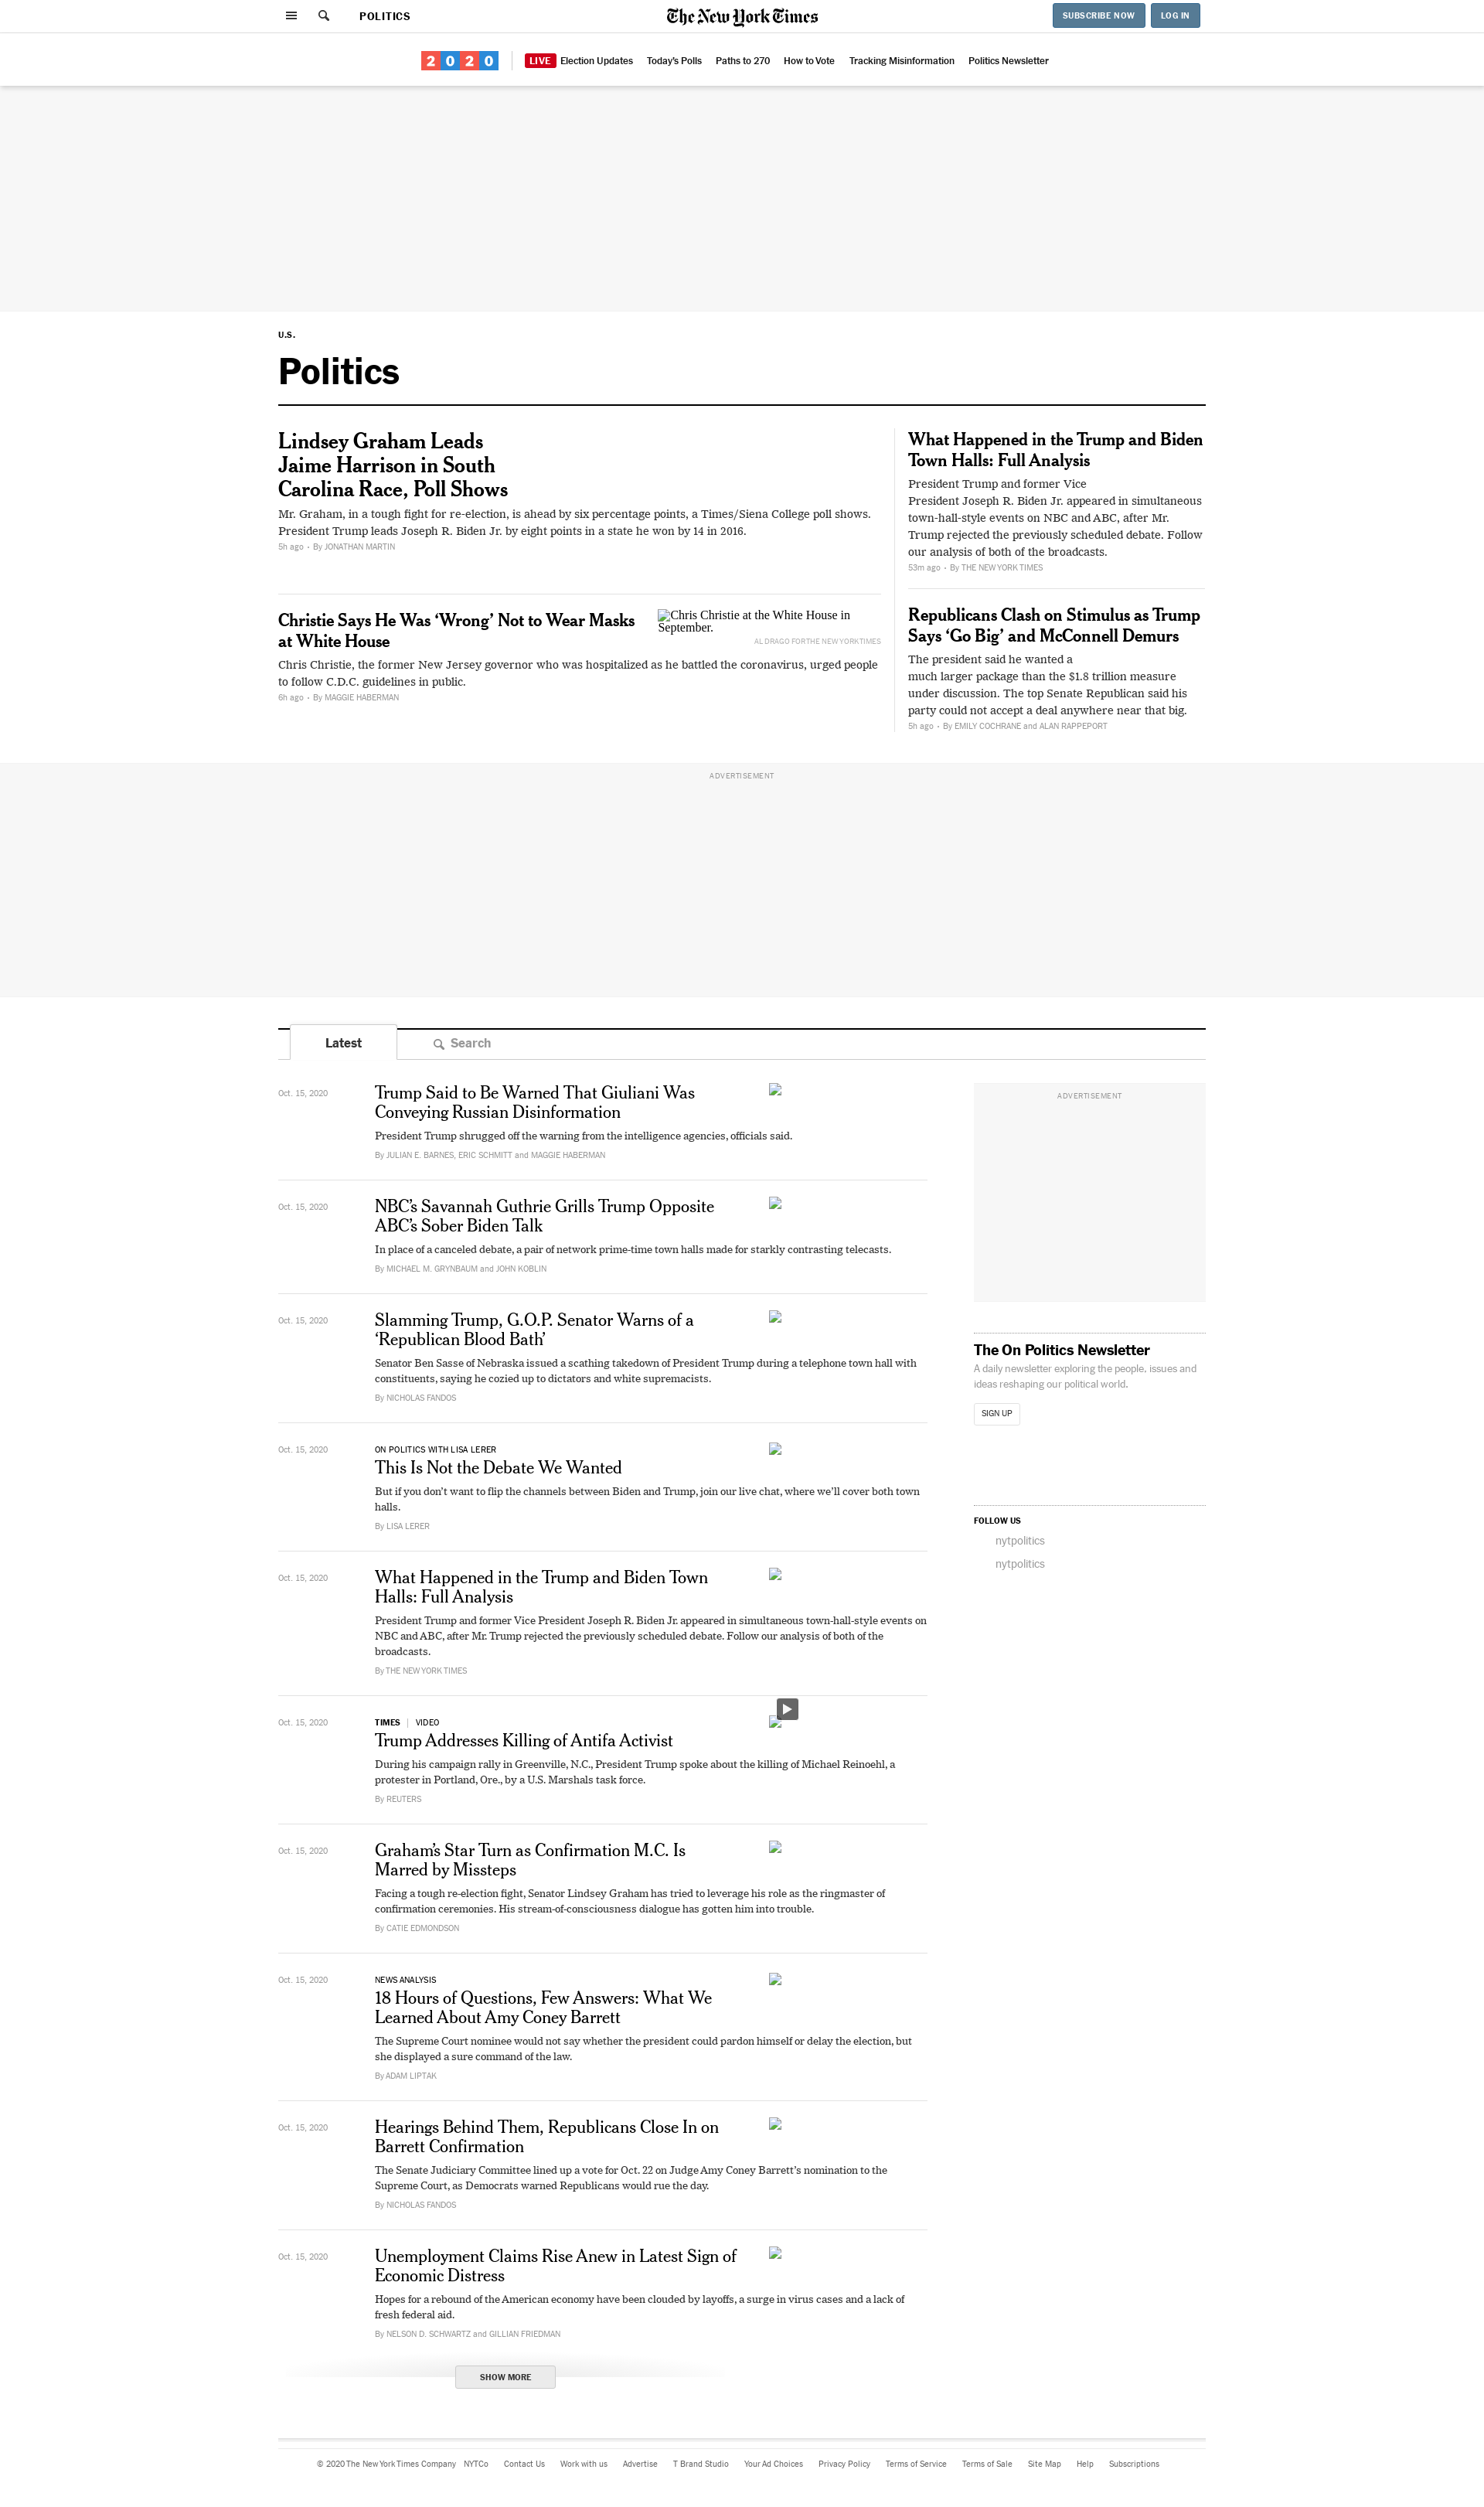 POLITICS
The New York Times
SUBSCRIBE NOW
LOG IN
2020
LIVE Election Updates
Today's Polls
Paths to 270
How to Vote
Tracking Misinformation
Politics Newsletter
U.S.
Politics
Lindsey Graham Leads
Jaime Harrison in South
Carolina Race, Poll Shows
Mr. Graham, in a tough fight for re-election, is ahead by six percentage points, a Times/Siena College poll shows.
President Trump leads Joseph R. Biden Jr. by eight points in a state he won by 14 in 2016.
5h ago • By JONATHAN MARTIN
Christie Says He Was ‘Wrong’ Not to Wear Masks
at White House
Chris Christie at the White House in
September.
AL DRAGO FOR THE NEW YORK TIMES
Chris Christie, the former New Jersey governor who was hospitalized as he battled the coronavirus, urged people
to follow C.D.C. guidelines in public.
6h ago • By MAGGIE HABERMAN
What Happened in the Trump and Biden
Town Halls: Full Analysis
President Trump and former Vice
President Joseph R. Biden Jr. appeared in simultaneous
town-hall-style events on NBC and ABC, after Mr.
Trump rejected the previously scheduled debate. Follow
our analysis of both of the broadcasts.
53m ago • By THE NEW YORK TIMES
Republicans Clash on Stimulus as Trump
Says ‘Go Big’ and McConnell Demurs
The president said he wanted a
much larger package than the $1.8 trillion measure
under discussion. The top Senate Republican said his
party could not accept a deal anywhere near that big.
5h ago • By EMILY COCHRANE and ALAN RAPPEPORT
ADVERTISEMENT
Latest
Search
Oct. 15, 2020
Trump Said to Be Warned That Giuliani Was
Conveying Russian Disinformation
President Trump shrugged off the warning from the intelligence agencies, officials said.
By JULIAN E. BARNES, ERIC SCHMITT and MAGGIE HABERMAN
Oct. 15, 2020
NBC’s Savannah Guthrie Grills Trump Opposite
ABC’s Sober Biden Talk
In place of a canceled debate, a pair of network prime-time town halls made for starkly contrasting telecasts.
By MICHAEL M. GRYNBAUM and JOHN KOBLIN
Oct. 15, 2020
Slamming Trump, G.O.P. Senator Warns of a
‘Republican Blood Bath’
Senator Ben Sasse of Nebraska issued a scathing takedown of President Trump during a telephone town hall with
constituents, saying he cozied up to dictators and white supremacists.
By NICHOLAS FANDOS
Oct. 15, 2020
ON POLITICS WITH LISA LERER
This Is Not the Debate We Wanted
But if you don’t want to flip the channels between Biden and Trump, join our live chat, where we’ll cover both town
halls.
By LISA LERER
Oct. 15, 2020
What Happened in the Trump and Biden Town
Halls: Full Analysis
President Trump and former Vice President Joseph R. Biden Jr. appeared in simultaneous town-hall-style events on
NBC and ABC, after Mr. Trump rejected the previously scheduled debate. Follow our analysis of both of the
broadcasts.
By THE NEW YORK TIMES
Oct. 15, 2020
TIMES | VIDEO
Trump Addresses Killing of Antifa Activist
During his campaign rally in Greenville, N.C., President Trump spoke about the killing of Michael Reinoehl, a
protester in Portland, Ore., by a U.S. Marshals task force.
By REUTERS
Oct. 15, 2020
Graham’s Star Turn as Confirmation M.C. Is
Marred by Missteps
Facing a tough re-election fight, Senator Lindsey Graham has tried to leverage his role as the ringmaster of
confirmation ceremonies. His stream-of-consciousness dialogue has gotten him into trouble.
By CATIE EDMONDSON
Oct. 15, 2020
NEWS ANALYSIS
18 Hours of Questions, Few Answers: What We
Learned About Amy Coney Barrett
The Supreme Court nominee would not say whether the president could pardon himself or delay the election, but
she displayed a sure command of the law.
By ADAM LIPTAK
Oct. 15, 2020
Hearings Behind Them, Republicans Close In on
Barrett Confirmation
The Senate Judiciary Committee lined up a vote for Oct. 22 on Judge Amy Coney Barrett’s nomination to the
Supreme Court, as Democrats warned Republicans would rue the day.
By NICHOLAS FANDOS
Oct. 15, 2020
Unemployment Claims Rise Anew in Latest Sign of
Economic Distress
Hopes for a rebound of the American economy have been clouded by layoffs, a surge in virus cases and a lack of
fresh federal aid.
By NELSON D. SCHWARTZ and GILLIAN FRIEDMAN
SHOW MORE
ADVERTISEMENT
The On Politics Newsletter
A daily newsletter exploring the people, issues and
ideas reshaping our political world.
SIGN UP
FOLLOW US
nytpolitics
nytpolitics
© 2020 The New York Times Company
NYTCo
Contact Us
Work with us
Advertise
T Brand Studio
Your Ad Choices
Privacy Policy
Terms of Service
Terms of Sale
Site Map
Help
Subscriptions